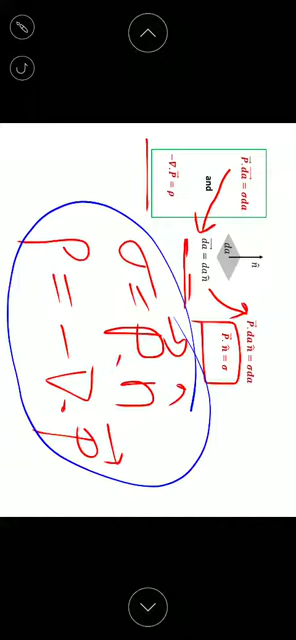 P⃗.da⃗ = σda
and
-∇.P⃗ = ρ
n̂
da
da⃗ = da n̂
P⃗.da n̂ = σda
P⃗.n̂ = σ
σ = P⃗.n̂
ρ = -∇.P⃗